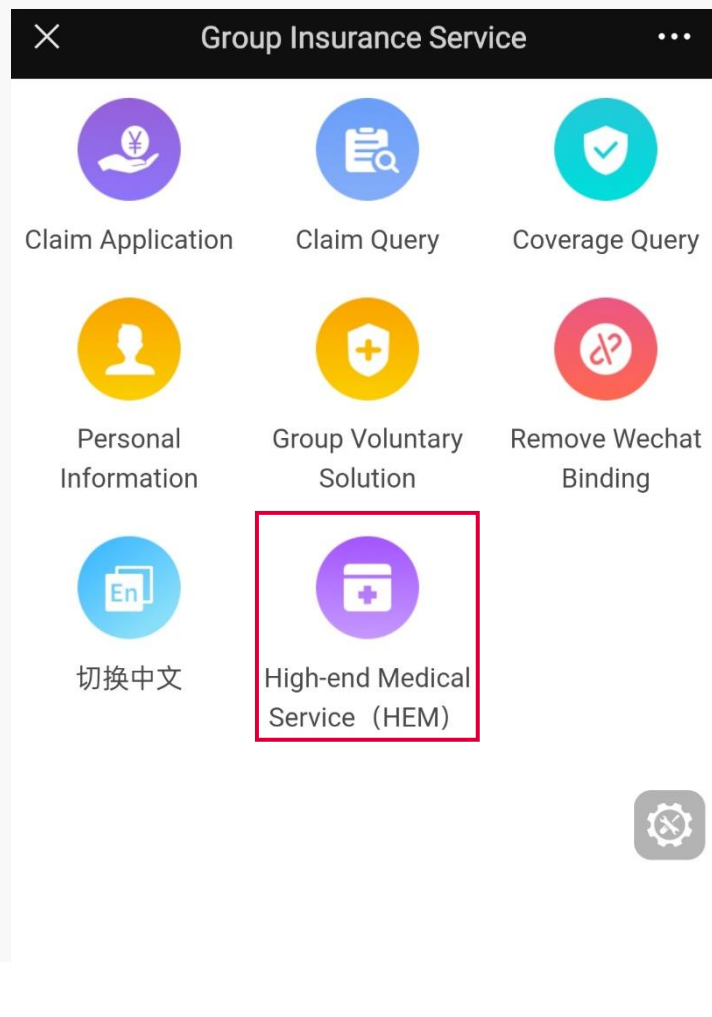 Group Insurance Service
¥
Claim Application
Claim Query
Coverage Query
Personal
Information
Group Voluntary
Solution
Remove Wechat
Binding
En
切换中文
High-end Medical
Service（HEM）